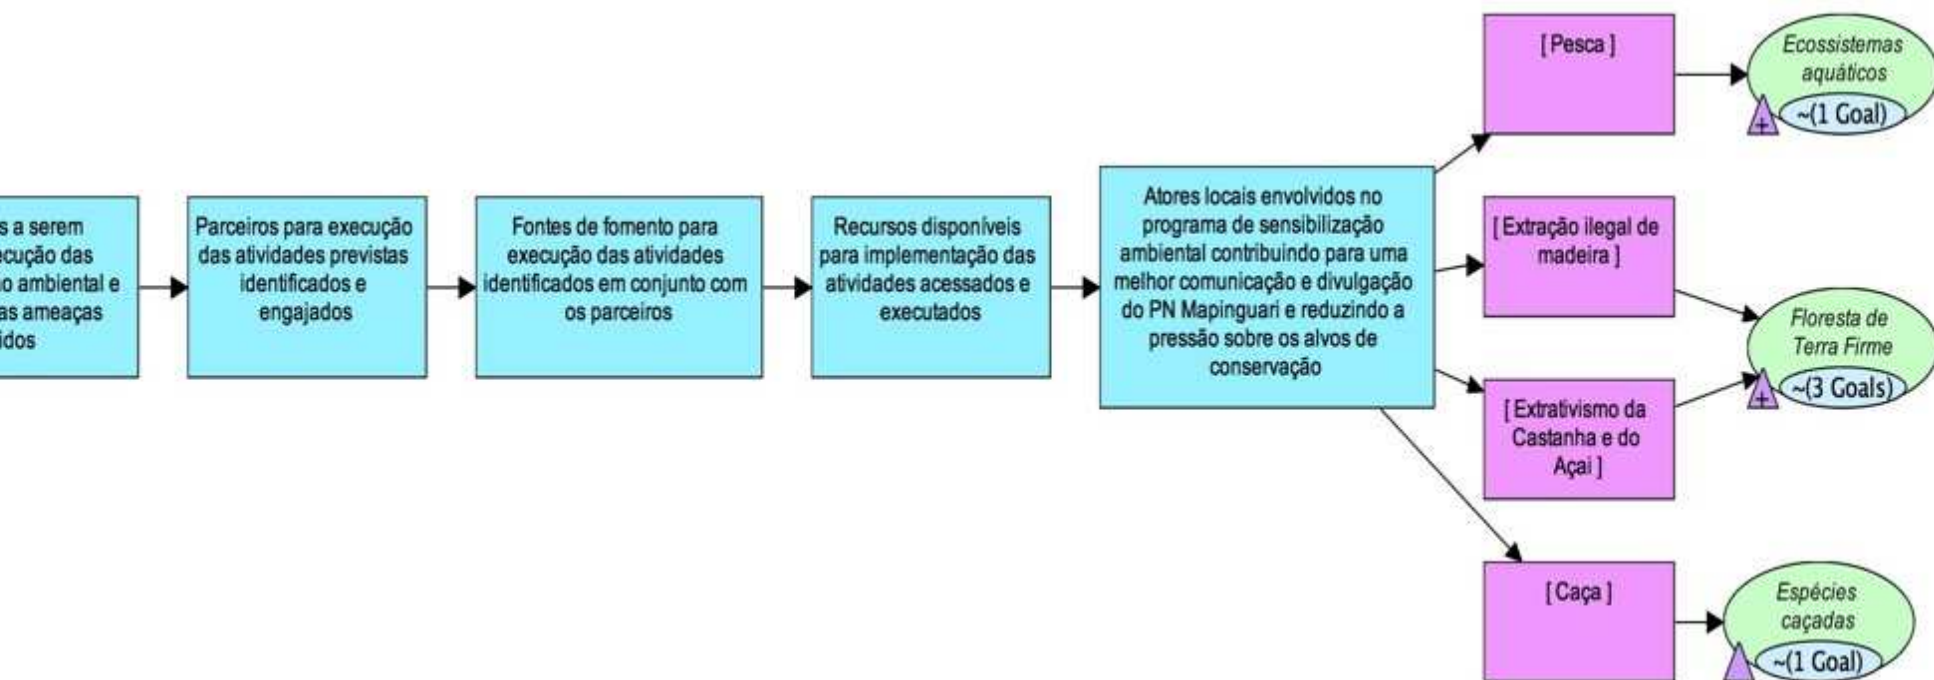 s a serem
ecução das
o ambiental e
as ameaças
idos
Parceiros para execução
das atividades previstas
identificados e
engajados
Fontes de fomento para
execução das atividades
identificados em conjunto com
os parceiros
Recursos disponíveis
para implementação das
atividades acessados e
executados
Atores locais envolvidos no
programa de sensibilização
ambiental contribuindo para uma
melhor comunicação e divulgação
do PN Mapinguari e reduzindo a
pressão sobre os alvos de
conservação
[ Pesca ]
Ecossistemas
aquáticos
~(1 Goal)
+
[ Extração ilegal de
madeira ]
[ Extrativismo da
Castanha e do
Açai ]
Floresta de
Terra Firme
~(3 Goals)
+
[ Caça ]
Espécies
caçadas
~(1 Goal)